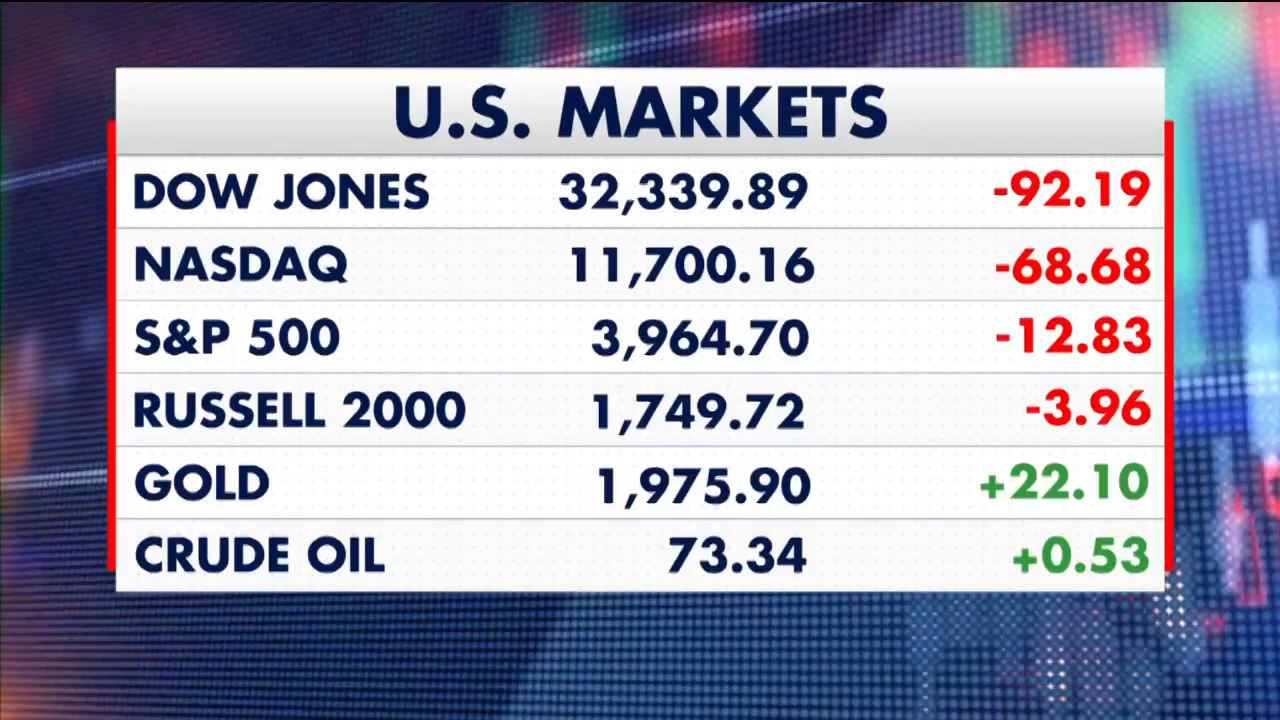 U.S. MARKETS
DOW JONES 32,339.89 -92.19
NASDAQ 11,700.16 -68.68
S&P 500 3,964.70 -12.83
RUSSELL 2000 1,749.72 -3.96
GOLD 1,975.90 +22.10
CRUDE OIL 73.34 +0.53